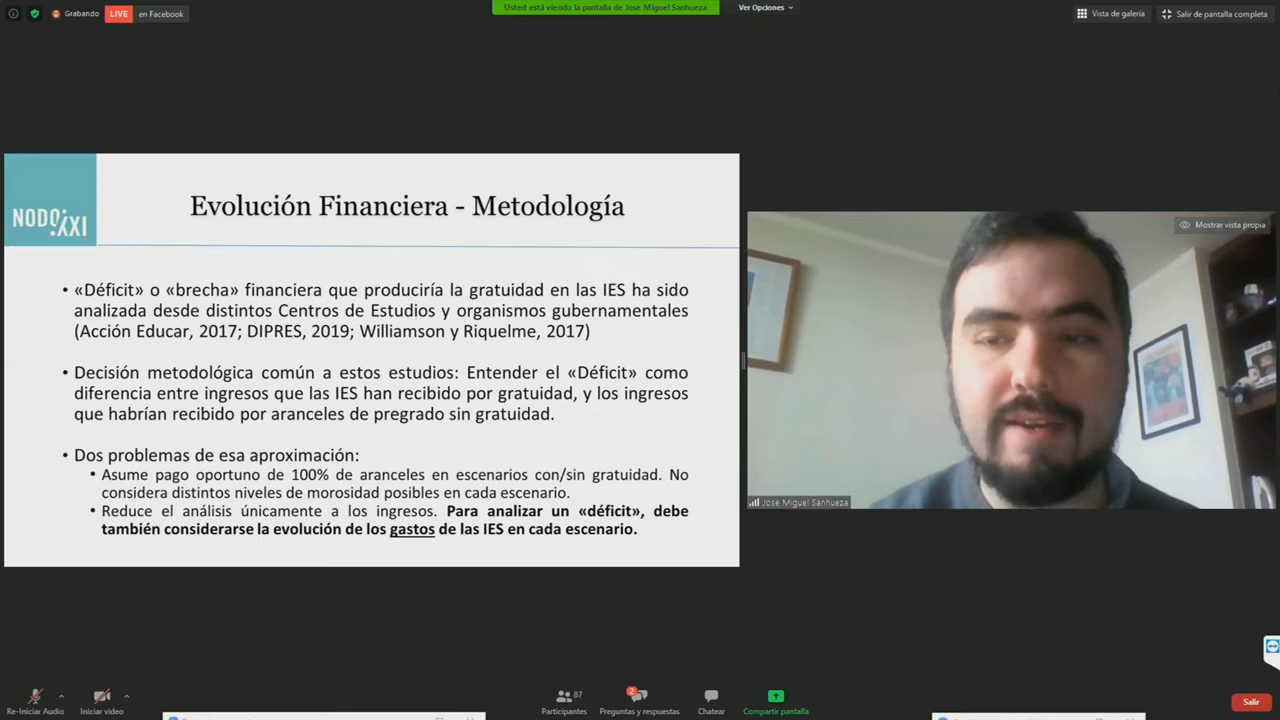 Grabando
LIVE
en Facebook
Usted está viendo la pantalla de Jose Miguel Sanhueza
Ver Opciones
Vista de galería
Salir de pantalla completa
NODO XXI
Evolución Financiera - Metodología
• «Déficit» o «brecha» financiera que produciría la gratuidad en las IES ha sido
analizada desde distintos Centros de Estudios y organismos gubernamentales
(Acción Educar, 2017; DIPRES, 2019; Williamson y Riquelme, 2017)
• Decisión metodológica común a estos estudios: Entender el «Déficit» como
diferencia entre ingresos que las IES han recibido por gratuidad, y los ingresos
que habrían recibido por aranceles de pregrado sin gratuidad.
• Dos problemas de esa aproximación:
• Asume pago oportuno de 100% de aranceles en escenarios con/sin gratuidad. No
considera distintos niveles de morosidad posibles en cada escenario.
• Reduce el análisis únicamente a los ingresos. Para analizar un «déficit», debe
también considerarse la evolución de los gastos de las IES en cada escenario.
Mostrar vista propia
Jose Miguel Sanhueza
Re-Iniciar Audio
Iniciar video
87
Participantes
2
Preguntas y respuestas
Chatear
Compartir pantalla
Salir